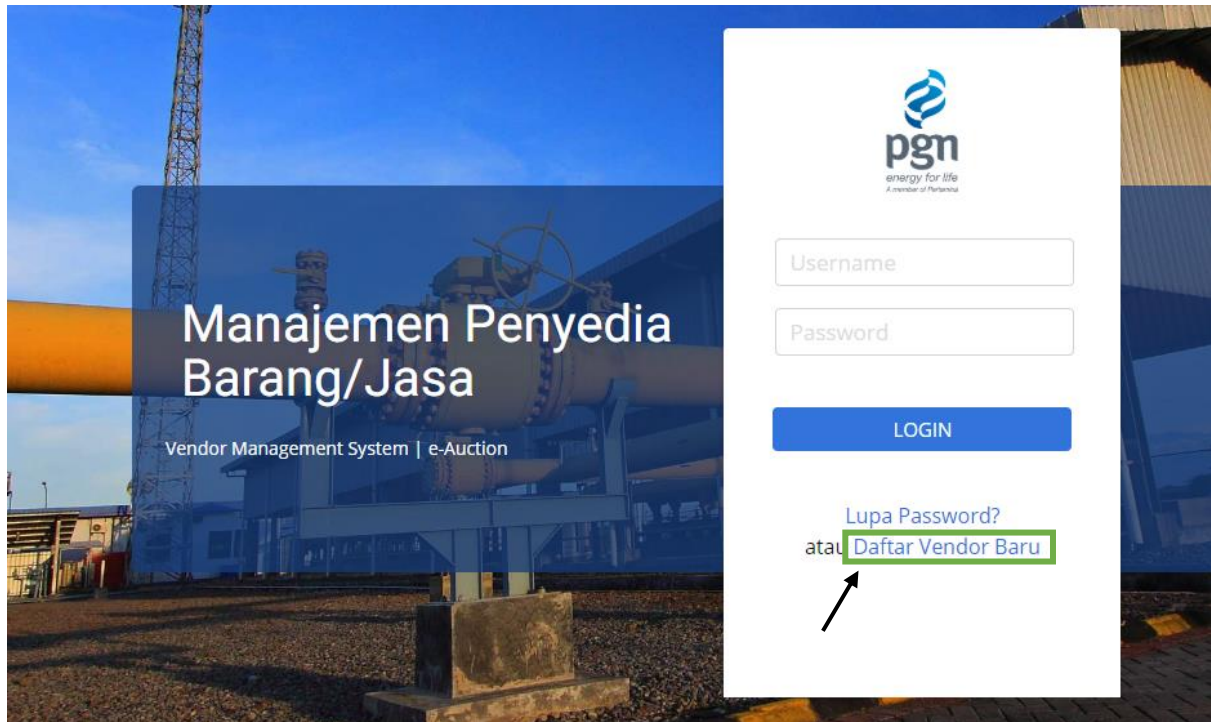 Manajemen Penyedia
Barang/Jasa
Vendor Management System | e-Auction
pgn
energy for life
A member of Pertamina
Username
Password
LOGIN
Lupa Password?
atau Daftar Vendor Baru